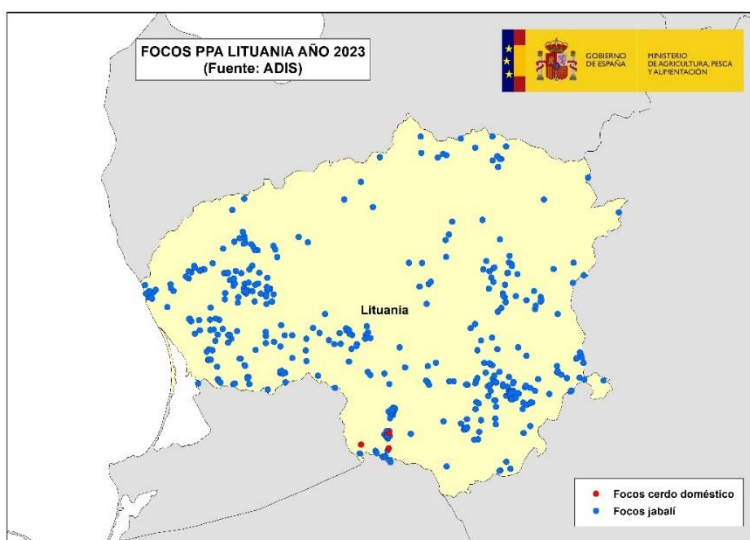 FOCOS PPA LITUANIA AÑO 2023
(Fuente: ADIS)
GOBIERNO
DE ESPAÑA
MINISTERIO
DE AGRICULTURA, PESCA
Y ALIMENTACIÓN
Lituania
Focos cerdo doméstico
Focos jabalí